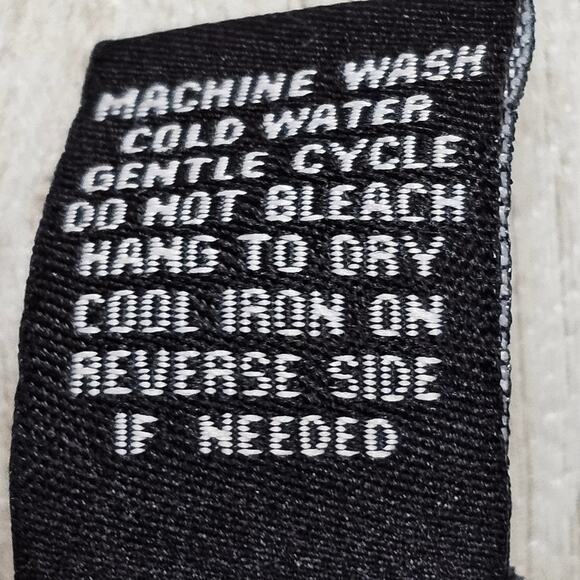 MACHINE WASH
COLD WATER
GENTLE CYCLE
DO NOT BLEACH
HANG TO DRY
COOL IRON ON
REVERSE SIDE
IF NEEDED